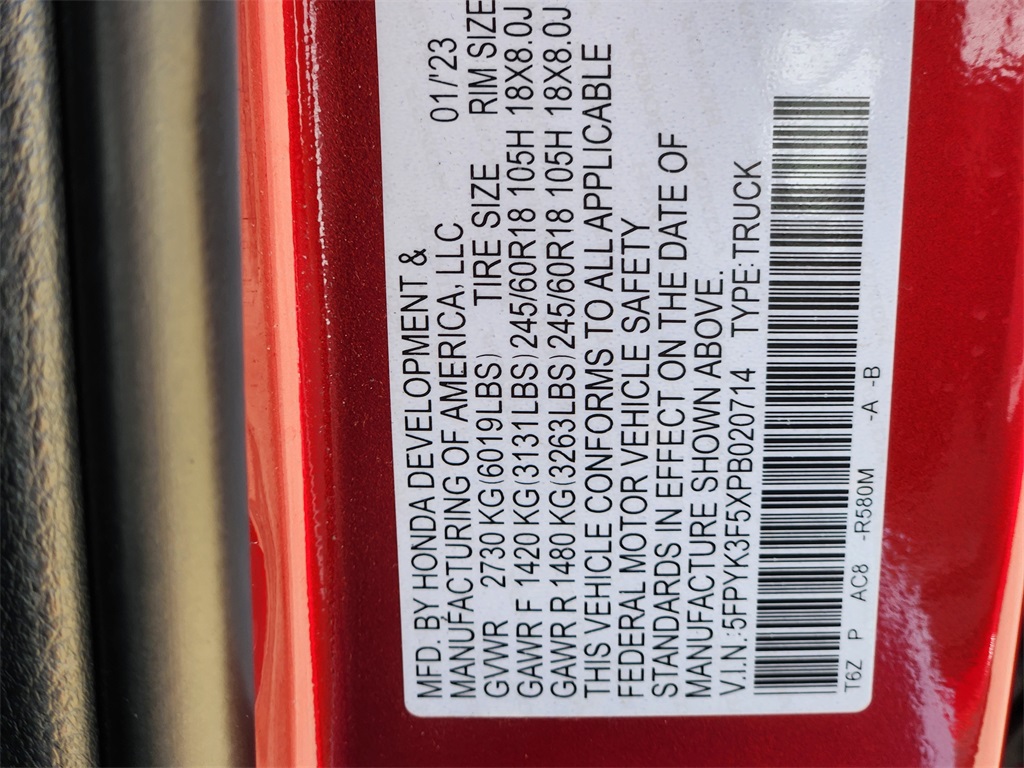 MFD. BY HONDA DEVELOPMENT &
MANUFACTURING OF AMERICA, LLC 01/'23
GVWR 2730 KG (6019LBS) TIRE SIZE RIM SIZE
GAWR F 1420 KG (3131LBS) 245/60R18 105H 18X8.0J
GAWR R 1480 KG (3263LBS) 245/60R18 105H 18X8.0J
THIS VEHICLE CONFORMS TO ALL APPLICABLE
FEDERAL MOTOR VEHICLE SAFETY
STANDARDS IN EFFECT ON THE DATE OF
MANUFACTURE SHOWN ABOVE.
V.I.N.:5FPYK3F5XPB020714 TYPE:TRUCK
T6Z P AC8 -R580M -A -B